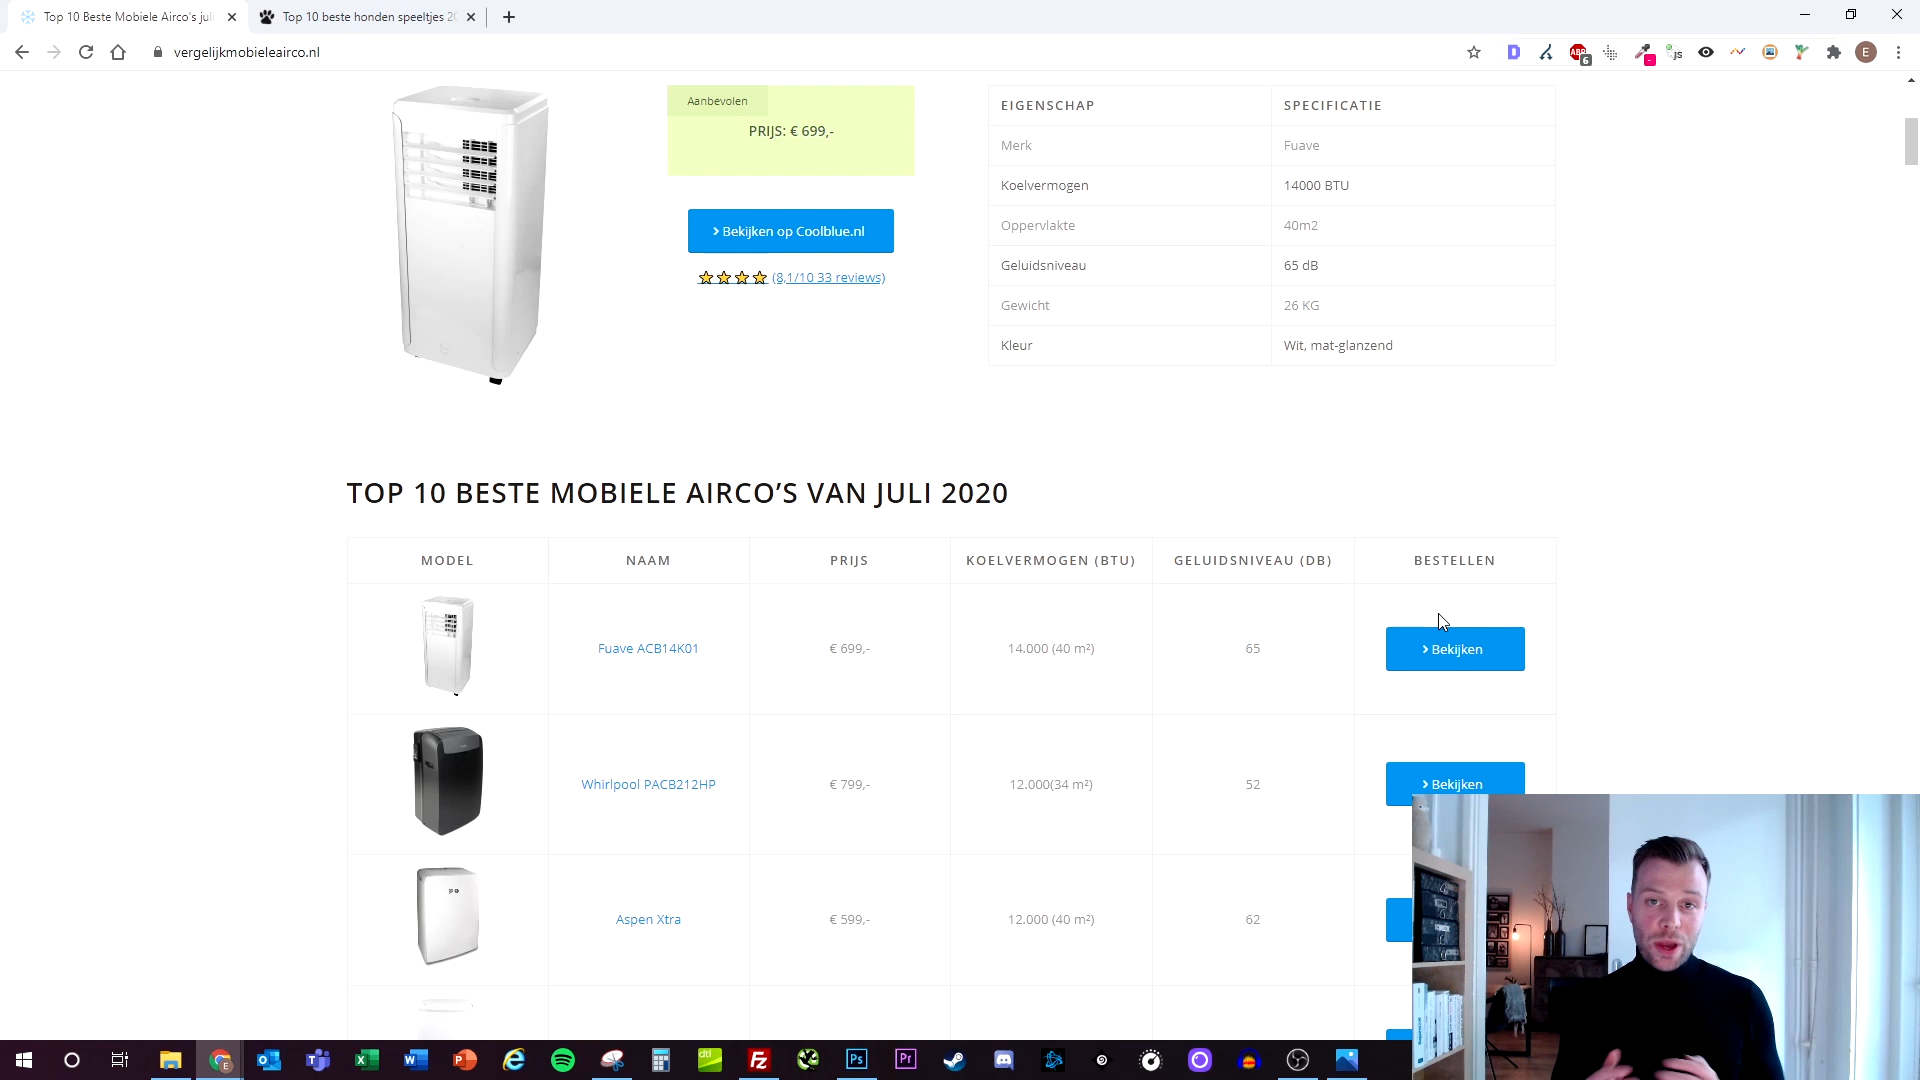 Top 10 Beste Mobiele Airco's juli
Top 10 beste honden speeltjes 20
vergelijkmobieleairco.nl
Aanbevolen
PRIJS: € 699,-
› Bekijken op Coolblue.nl
(8,1/10 33 reviews)
EIGENSCHAP SPECIFICATIE
Merk Fuave
Koelvermogen 14000 BTU
Oppervlakte 40m2
Geluidsniveau 65 dB
Gewicht 26 KG
Kleur Wit, mat-glanzend
TOP 10 BESTE MOBIELE AIRCO’S VAN JULI 2020
MODEL NAAM PRIJS KOELVERMOGEN (BTU) GELUIDSNIVEAU (DB) BESTELLEN
Fuave ACB14K01 € 699,- 14.000 (40 m²) 65 › Bekijken
Whirlpool PACB212HP € 799,- 12.000(34 m²) 52 › Bekijken
Aspen Xtra € 599,- 12.000 (40 m²) 62